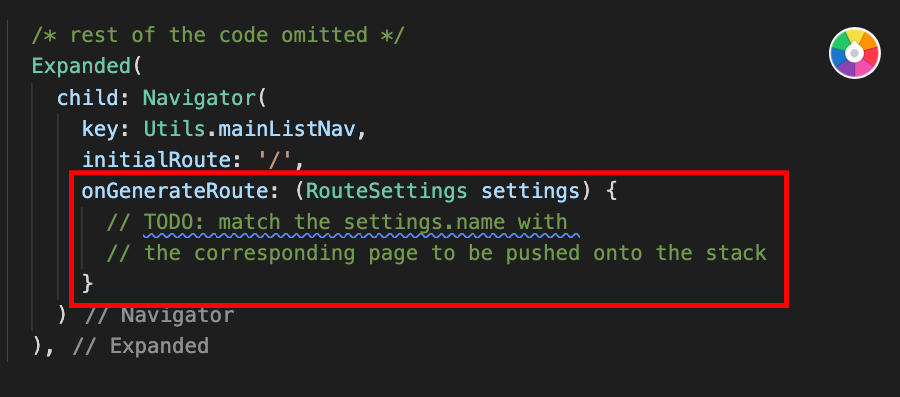 /* rest of the code omitted */
Expanded(
child: Navigator(
key: Utils.mainListNav,
initialRoute: '/',
onGenerateRoute: (RouteSettings settings) {
// TODO: match the settings.name with
// the corresponding page to be pushed onto the stack
}
) // Navigator
), // Expanded